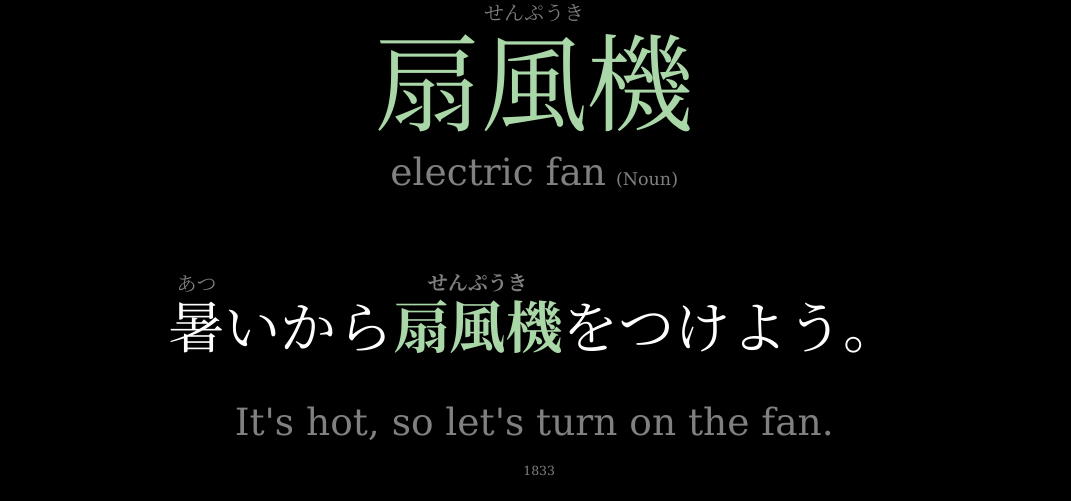 せんぷうき
扇風機
electric fan (Noun)
あつ せんぷうき
暑いから扇風機をつけよう。
It's hot, so let's turn on the fan.
1833